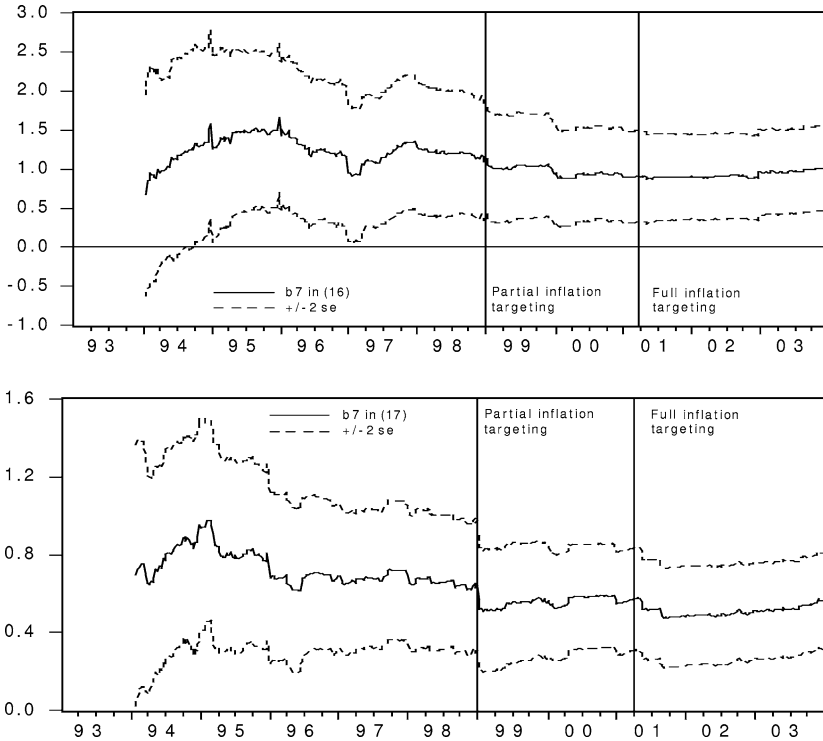 3.0
2.5
2.0
1.5
1.0
0.5
0.0
-0.5
-1.0
b7 in (16)
+/-2 se
Partial inflation
targeting
Full inflation
targeting
93 94 95 96 97 98 99 00 01 02 03
1.6
1.2
0.8
0.4
0.0
b7 in (17)
+/-2 se
Partial inflation
targeting
Full inflation
targeting
93 94 95 96 97 98 99 00 01 02 03